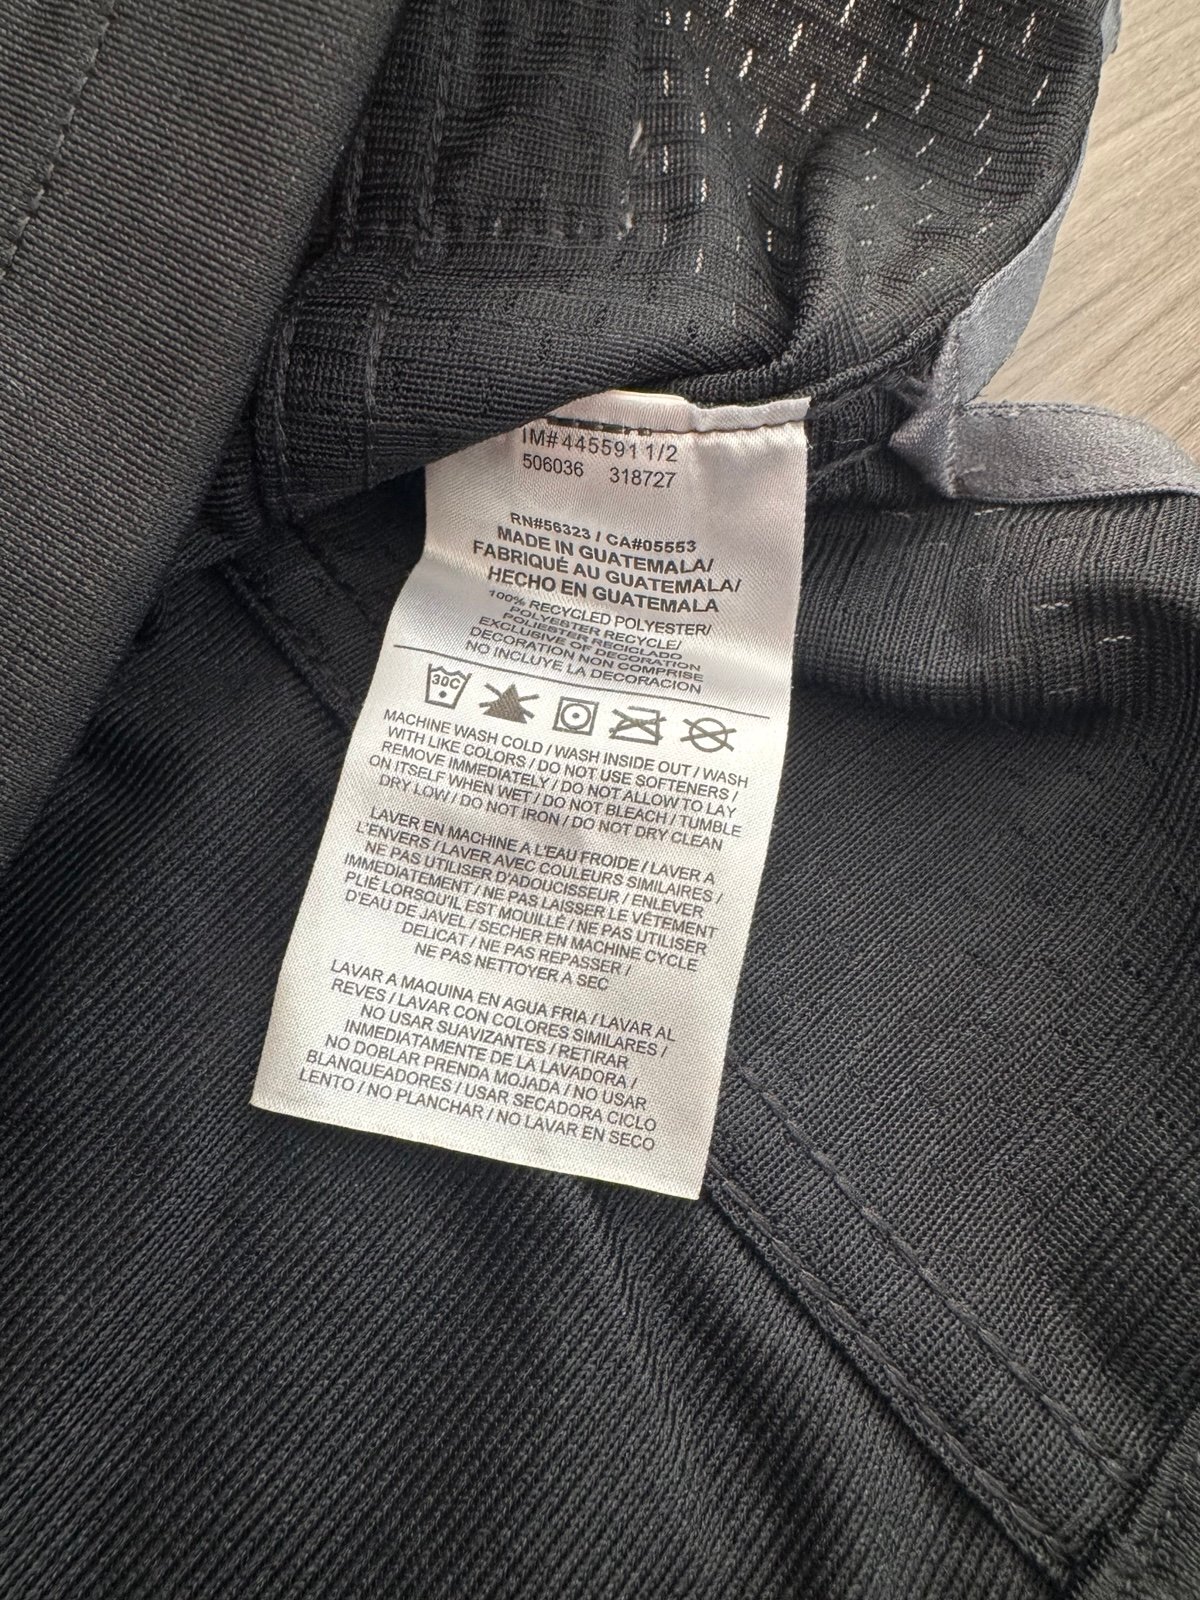 IM# 445591 1/2
506036 318727
RN#56323 / CA#05553
MADE IN GUATEMALA/
FABRIQUÉ AU GUATEMALA/
HECHO EN GUATEMALA
100% RECYCLED POLYESTER/
POLYESTER RECYCLE/
POLIESTER RECICLADO
EXCLUSIVE OF DECORATION
DECORATION NON COMPRISE
NO INCLUYE LA DECORACION
30C
MACHINE WASH COLD / WASH INSIDE OUT / WASH
WITH LIKE COLORS / DO NOT USE SOFTENERS /
REMOVE IMMEDIATELY / DO NOT ALLOW TO LAY
ON ITSELF WHEN WET / DO NOT BLEACH / TUMBLE
DRY LOW / DO NOT IRON / DO NOT DRY CLEAN
LAVER EN MACHINE A L'EAU FROIDE / LAVER A
L'ENVERS / LAVER AVEC COULEURS SIMILAIRES /
NE PAS UTILISER D'ADOUCISSEUR / ENLEVER
IMMEDIATEMENT / NE PAS LAISSER LE VÊTEMENT
PLIÉ LORSQU'IL EST MOUILLÉ / NE PAS UTILISER
D'EAU DE JAVEL / SECHER EN MACHINE CYCLE
DELICAT / NE PAS REPASSER /
NE PAS NETTOYER A SEC
LAVAR A MAQUINA EN AGUA FRIA / LAVAR AL
REVES / LAVAR CON COLORES SIMILARES /
NO USAR SUAVIZANTES / RETIRAR
INMEDIATAMENTE DE LA LAVADORA /
NO DOBLAR PRENDA MOJADA / NO USAR
BLANQUEADORES / USAR SECADORA CICLO
LENTO / NO PLANCHAR / NO LAVAR EN SECO